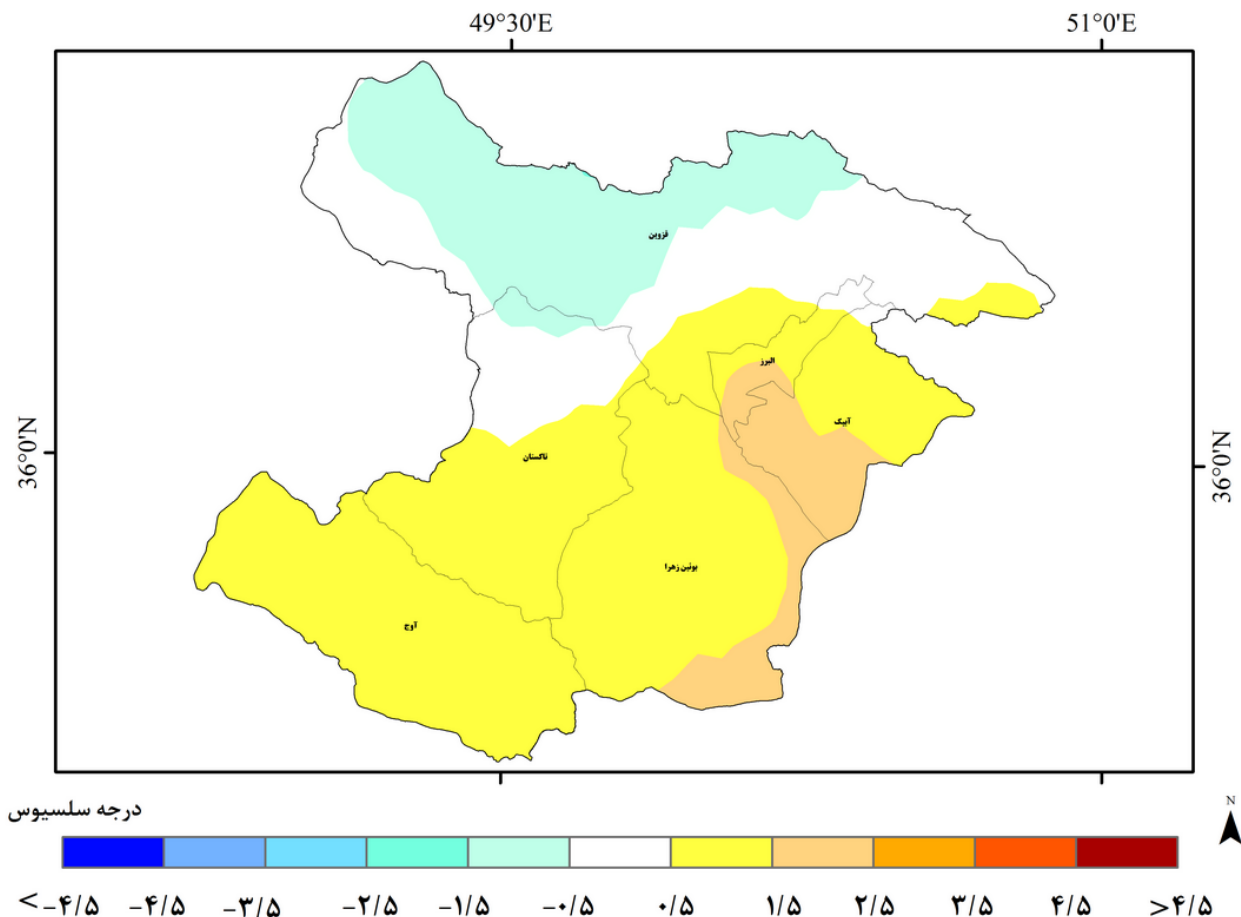 49°30'E 51°0'E
قزوین
البرز
آبیک
36°0'N 36°0'N
تاکستان
بوئین زهرا
آوج
درجه سلسیوس
N
<-۴/۵ -۴/۵ -۳/۵ -۲/۵ -۱/۵ -۰/۵ ۰/۵ ۱/۵ ۲/۵ ۳/۵ ۴/۵ >۴/۵